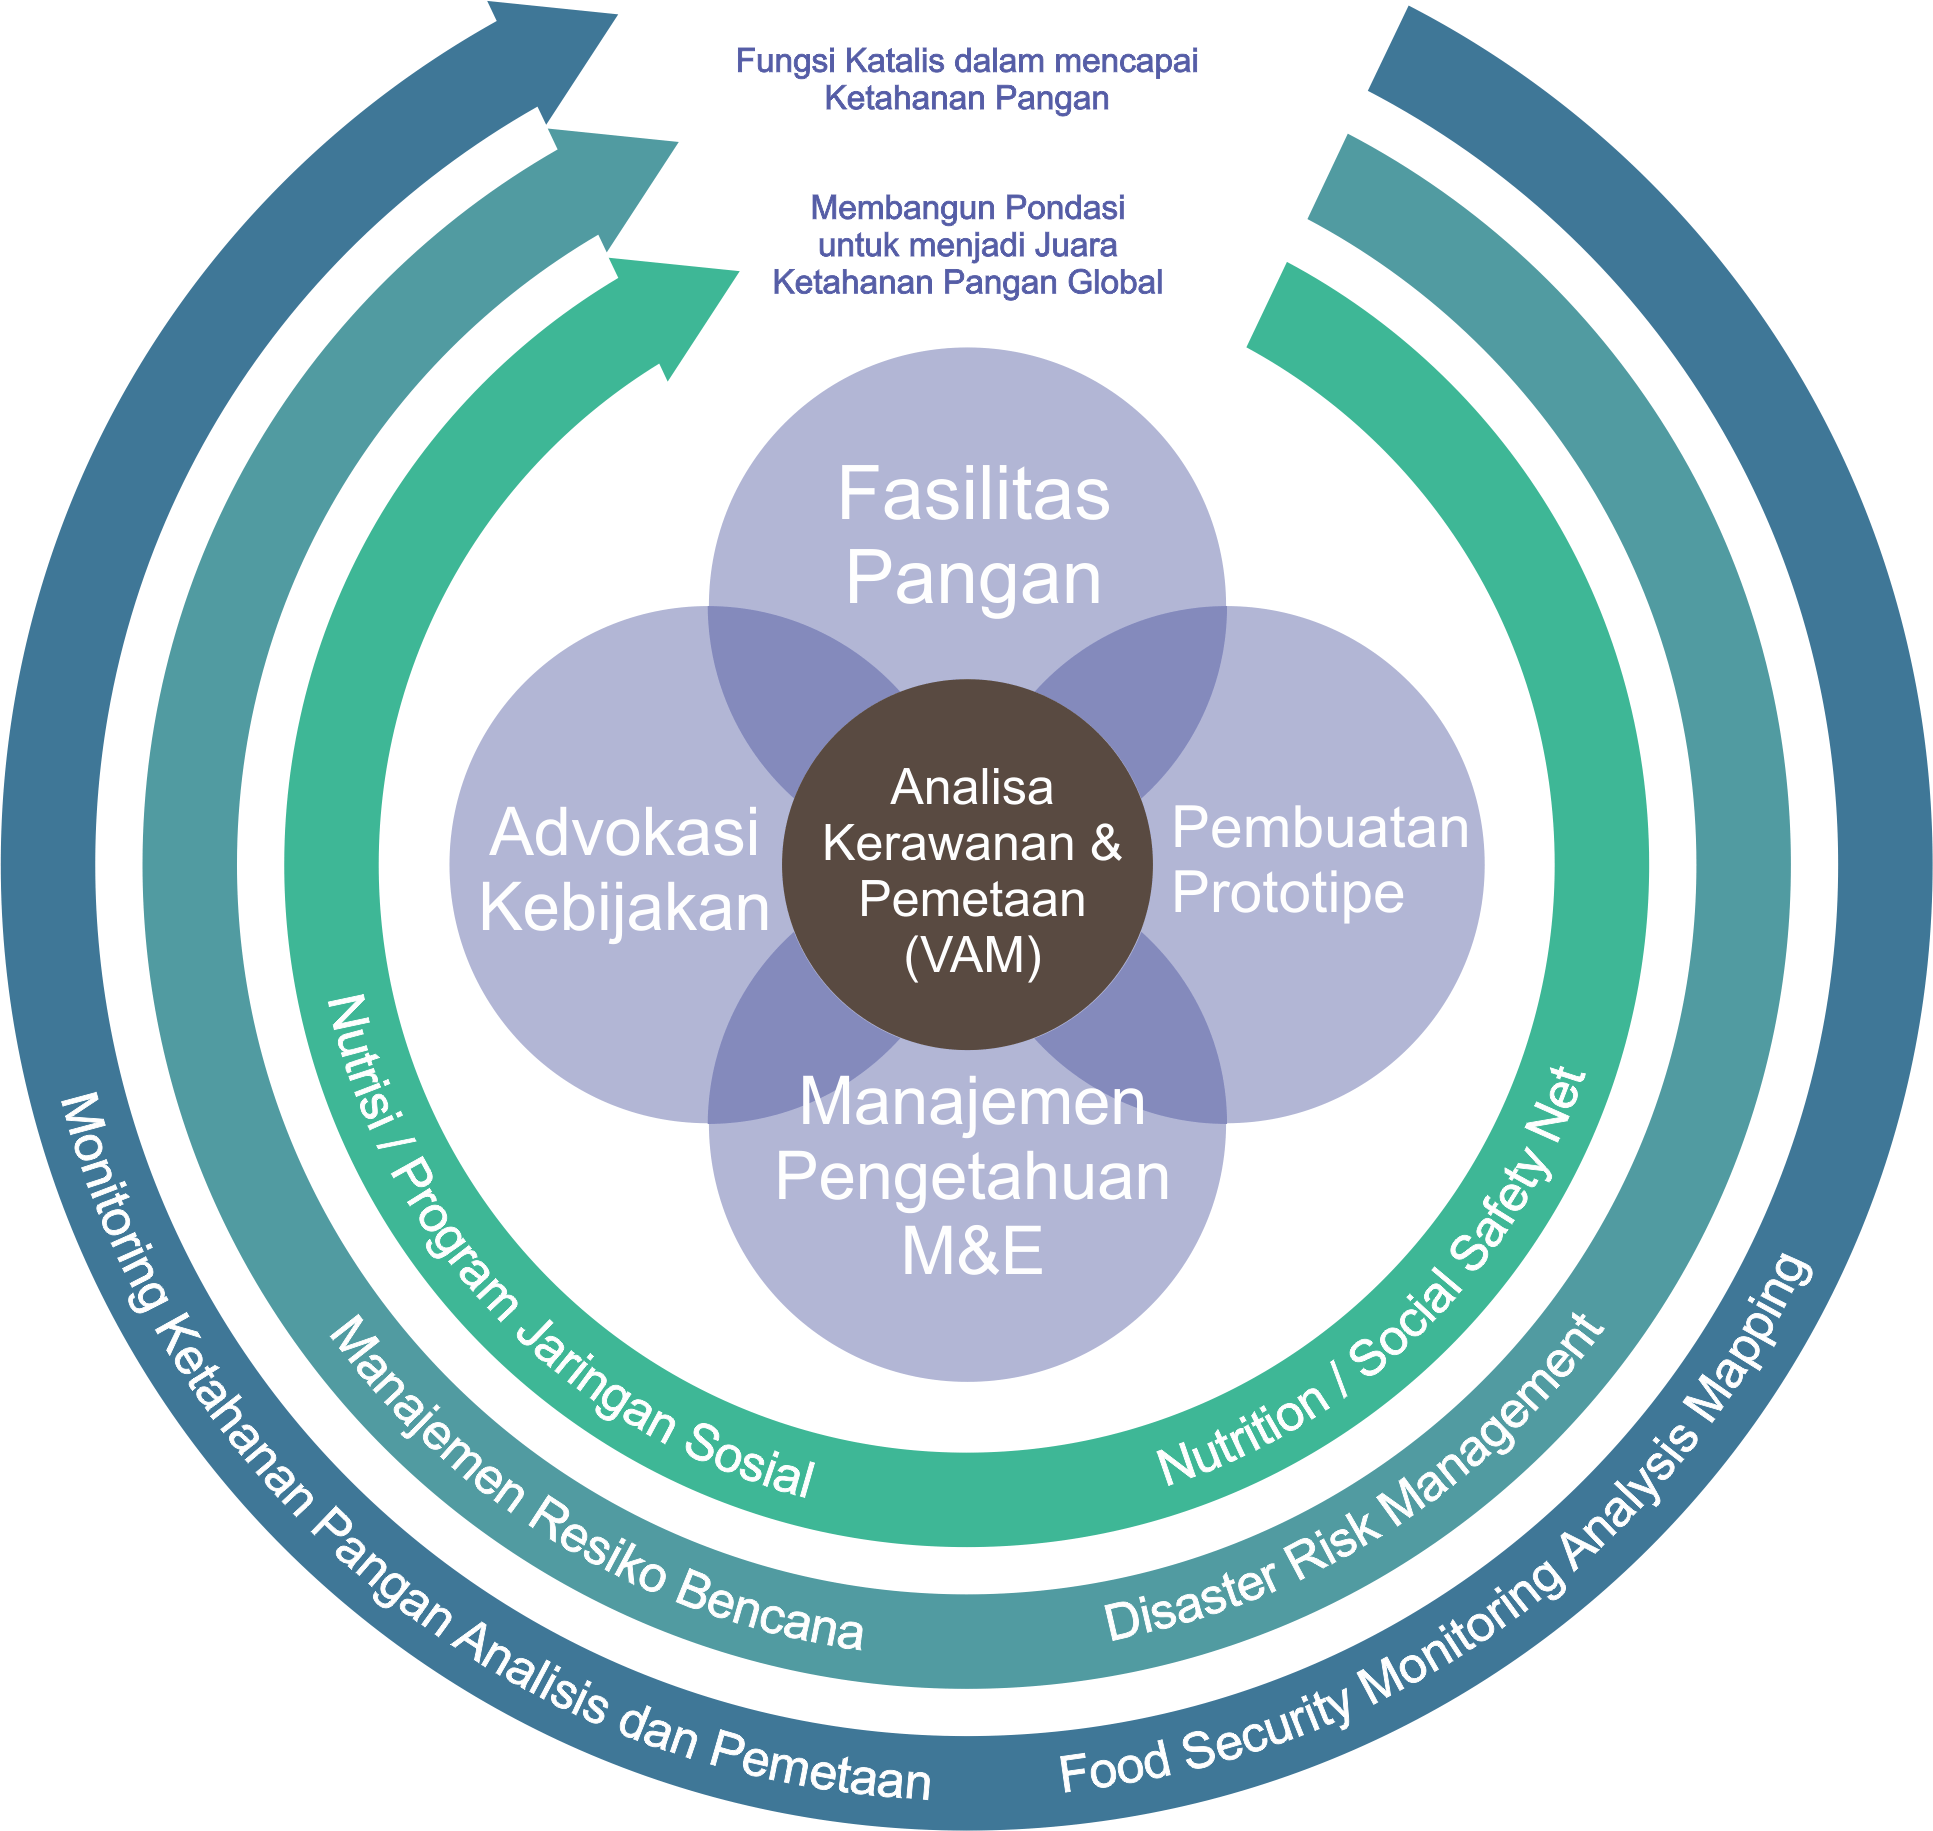 Fungsi Katalis dalam mencapai
Ketahanan Pangan
Membangun Pondasi
untuk menjadi Juara
Ketahanan Pangan Global
Fasilitas
Pangan
Advokasi
Kebijakan
Analisa
Kerawanan &
Pemetaan
(VAM)
Pembuatan
Prototipe
Manajemen
Pengetahuan
M&E
Nutrisi / Program Jaringan Sosial
Nutrition / Social Safety Net
Manajemen Resiko Bencana
Disaster Risk Management
Monitoring Ketahanan Pangan Analisis dan Pemetaan
Food Security Monitoring Analysis Mapping